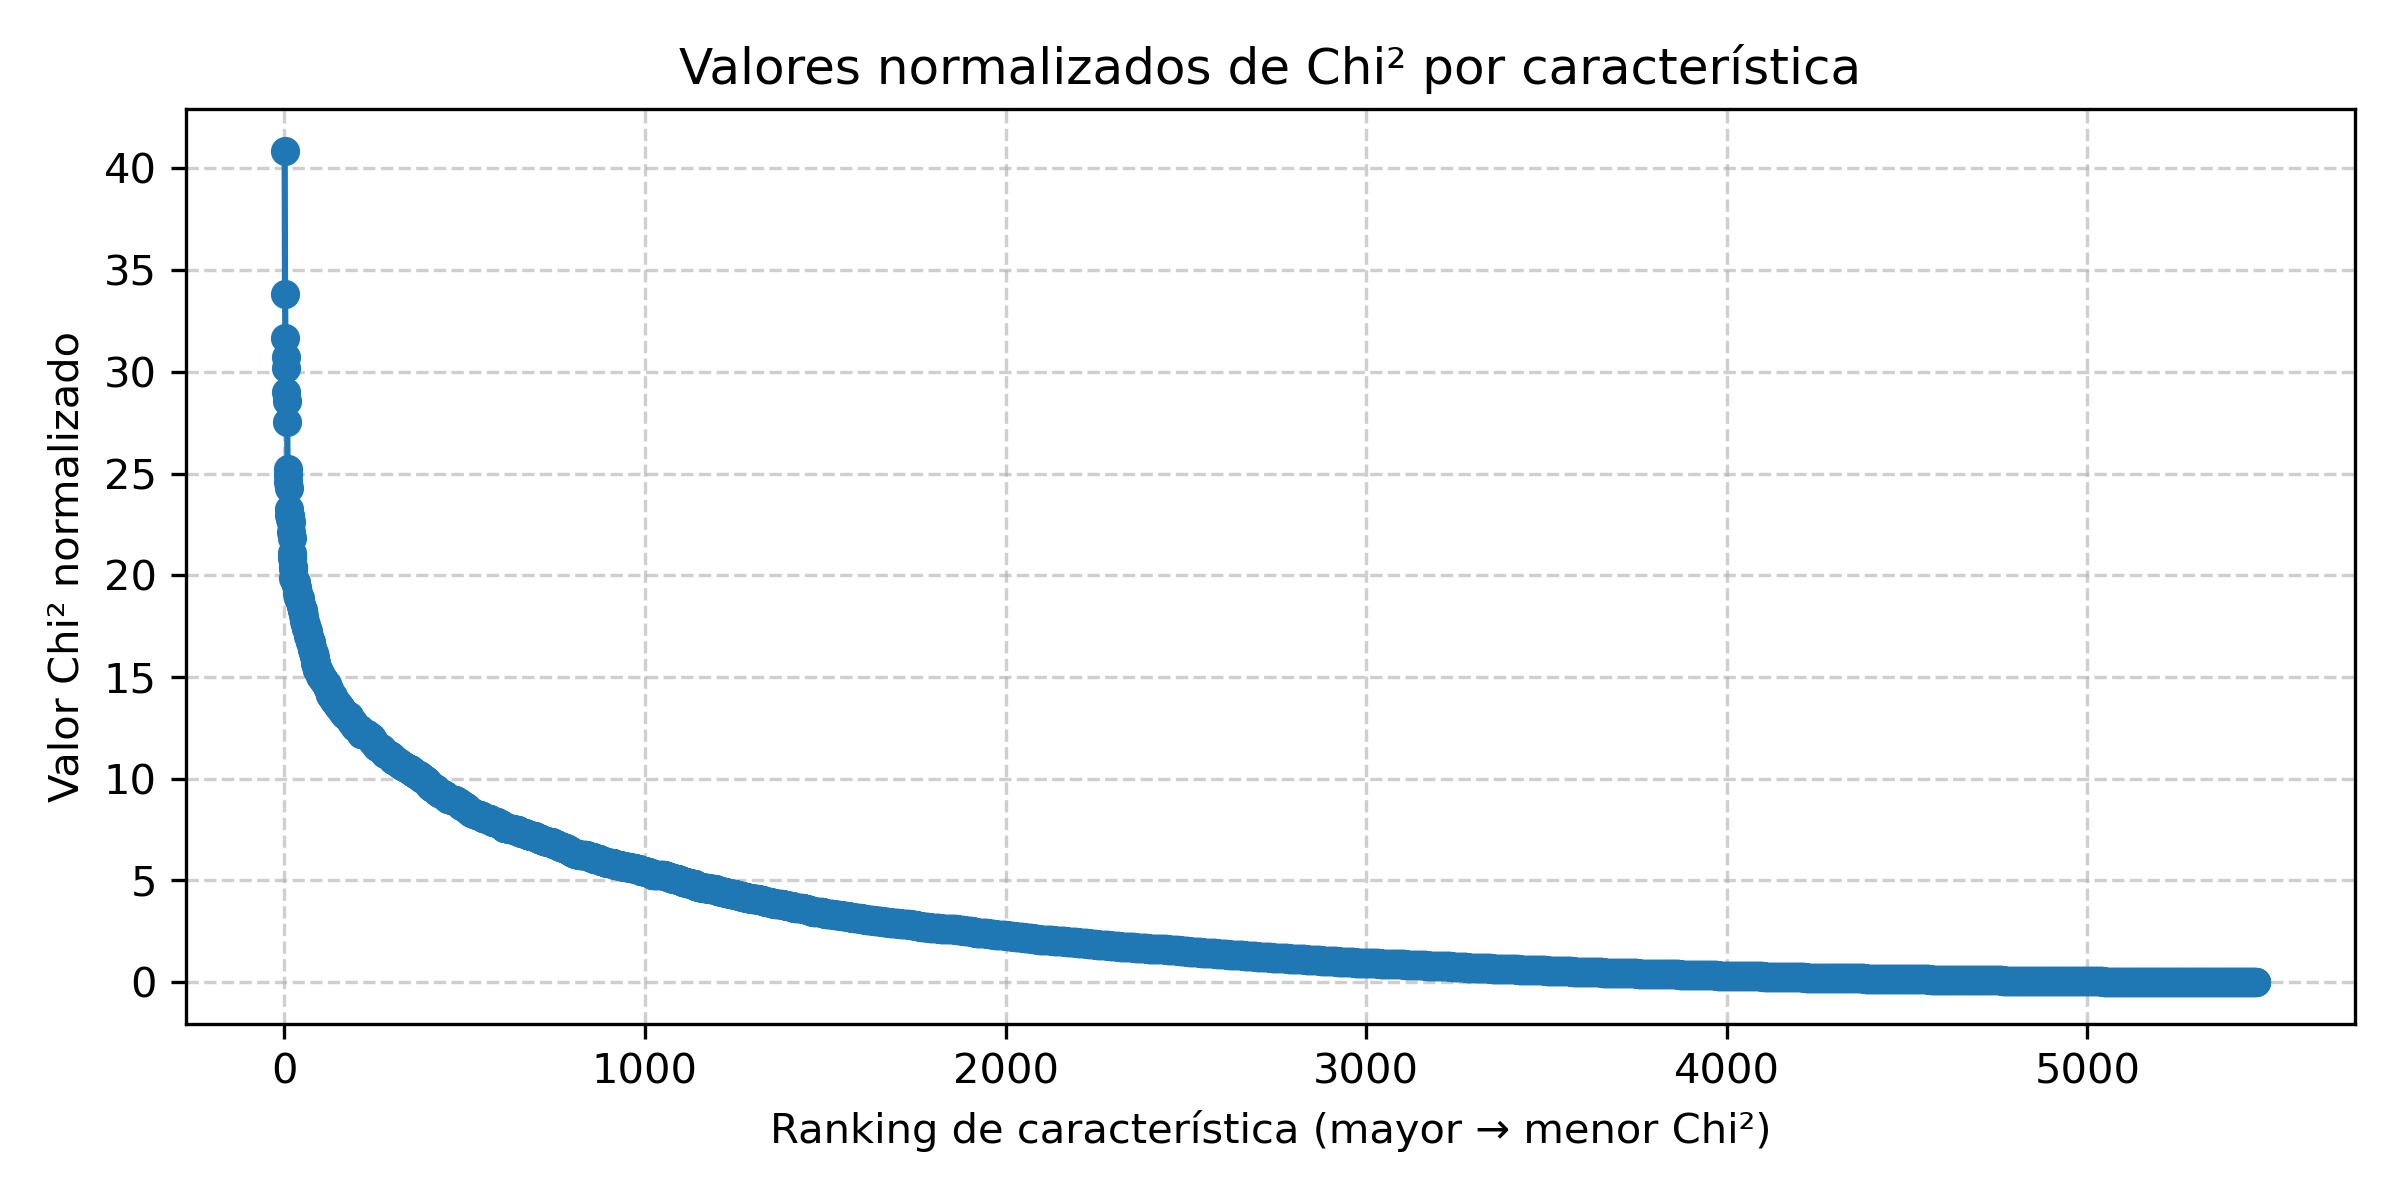 Valores normalizados de Chi² por característica
Valor Chi² normalizado
40
35
30
25
20
15
10
5
0
0 1000 2000 3000 4000 5000
Ranking de característica (mayor → menor Chi²)